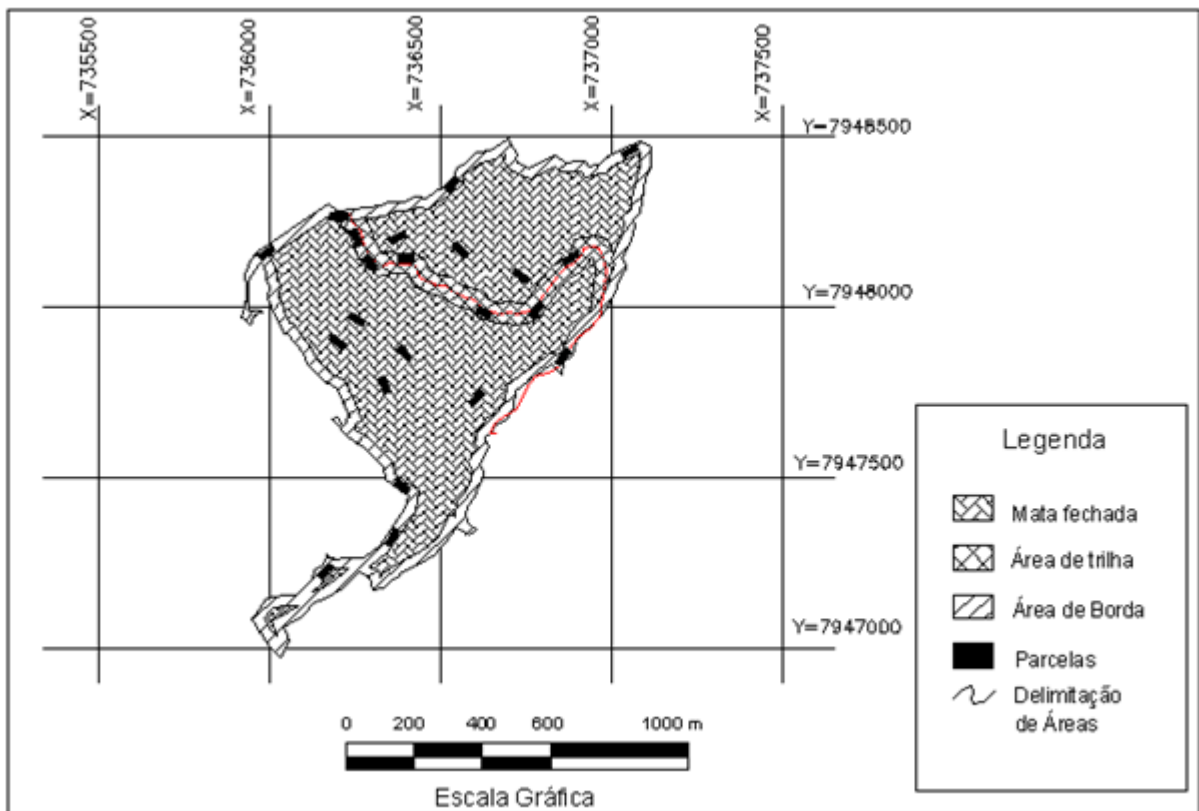 X=735500
X=736000
X=736500
X=737000
X=737500
Y=7948500
Y=7948000
Y=7947500
Y=7947000
Legenda
Mata fechada
Área de trilha
Área de Borda
Parcelas
Delimitação
de Áreas
0 200 400 600 1000 m
Escala Gráfica